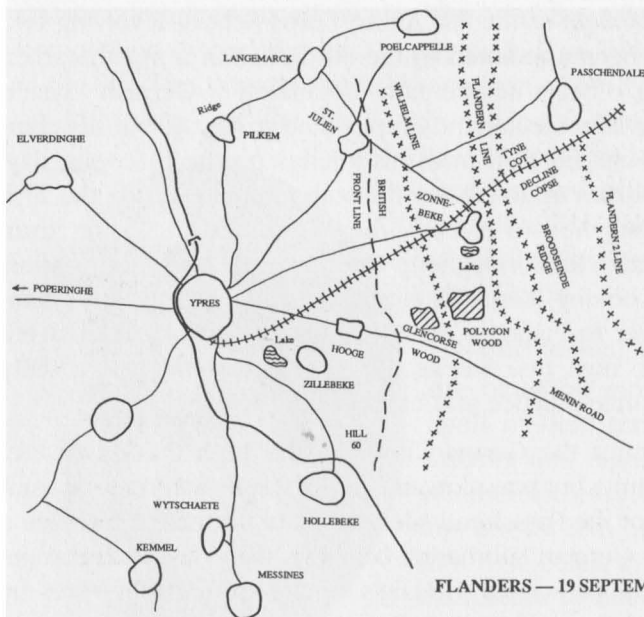 POELCAPPELLE
LANGEMARCK
PASSCHENDALE
Ridge
ST.
JULIEN
WILHELM LINE
FLANDERN
LINE
ELVERDINGHE
PILKEM
TYNE
COT
DECLINE
COPSE
FRONT LINE
BRITISH
ZONNE-
BEKE
FLANDERN 2 LINE
BROODSEINDE
RIDGE
Lake
POPERINGHE
YPRES
GLENCORSE
WOOD
POLYGON
WOOD
Lake
HOOGE
ZILLEBEKE
MENIN ROAD
HILL
60
WYTSCHAETE
HOLLEBEKE
KEMMEL
MESSINES
FLANDERS — 19 SEPTEM